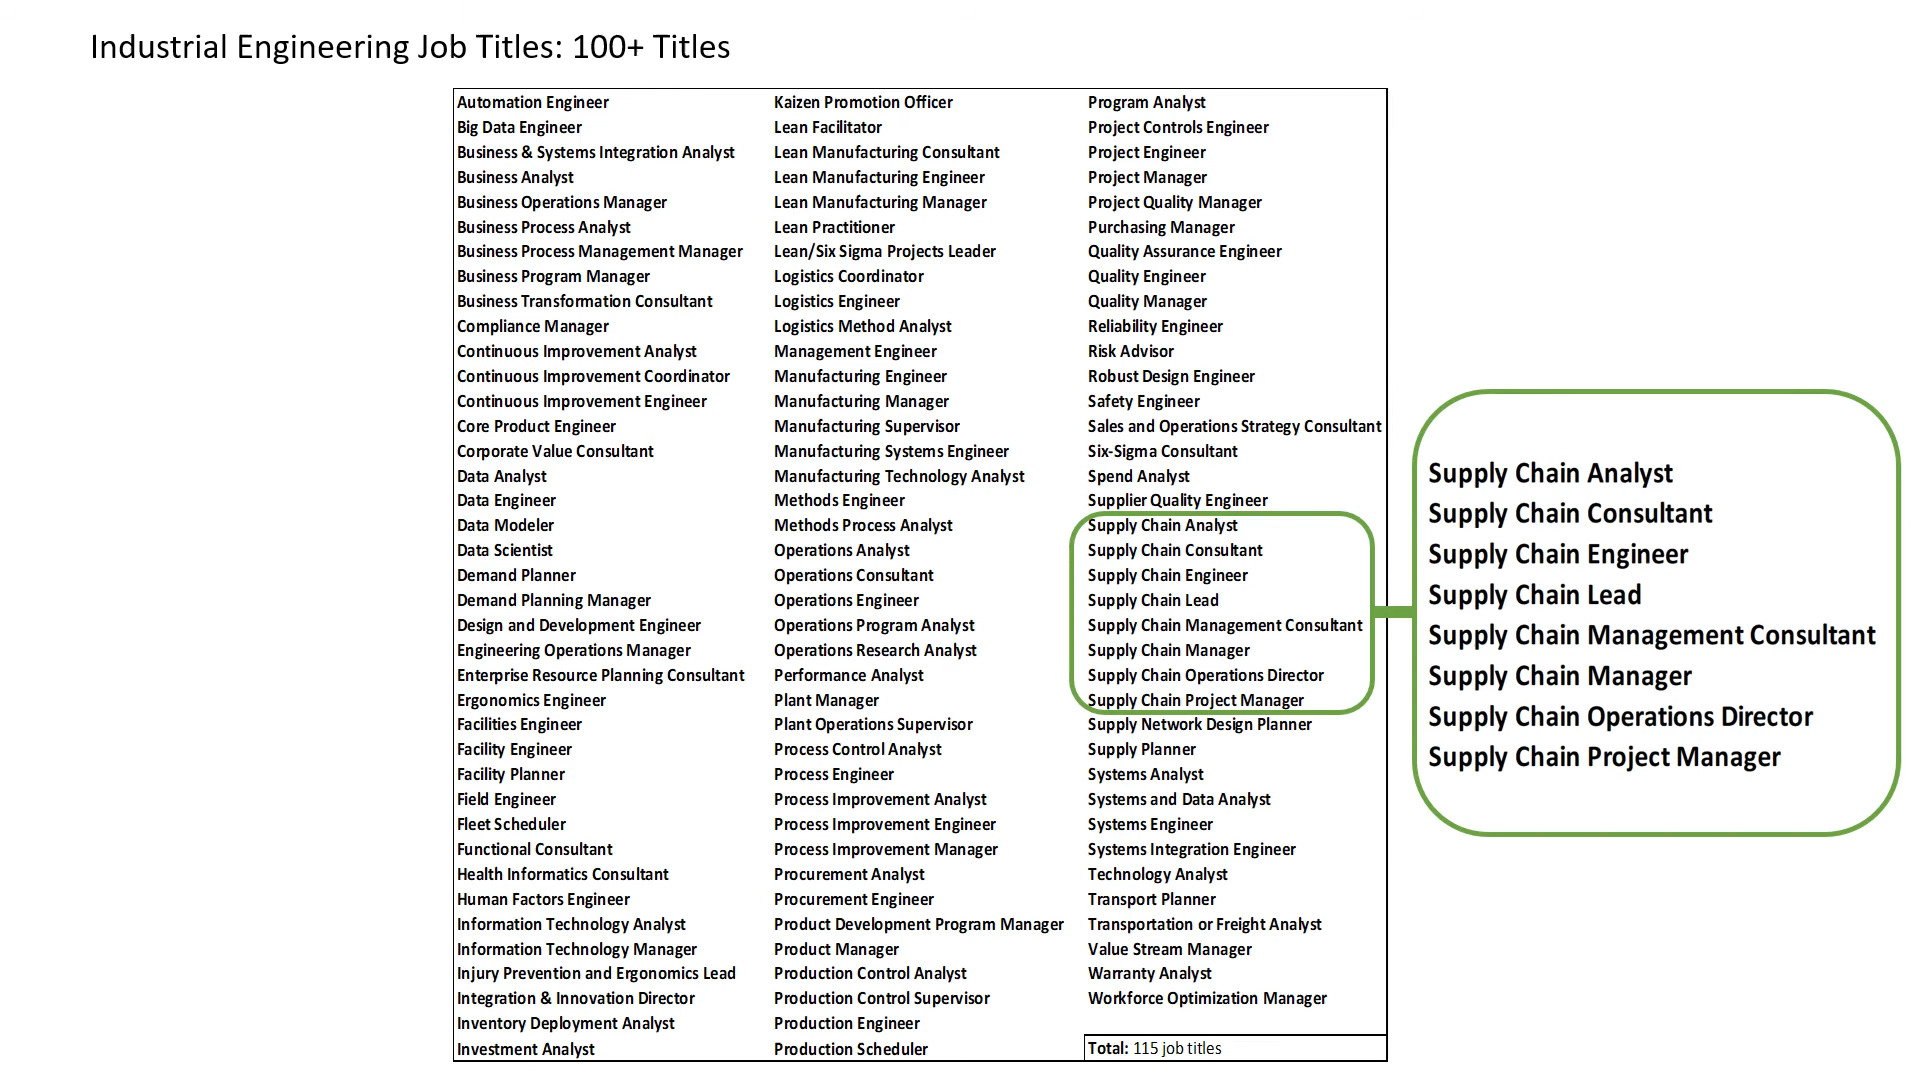 Industrial Engineering Job Titles: 100+ Titles
Automation Engineer
Big Data Engineer
Business & Systems Integration Analyst
Business Analyst
Business Operations Manager
Business Process Analyst
Business Process Management Manager
Business Program Manager
Business Transformation Consultant
Compliance Manager
Continuous Improvement Analyst
Continuous Improvement Coordinator
Continuous Improvement Engineer
Core Product Engineer
Corporate Value Consultant
Data Analyst
Data Engineer
Data Modeler
Data Scientist
Demand Planner
Demand Planning Manager
Design and Development Engineer
Engineering Operations Manager
Enterprise Resource Planning Consultant
Ergonomics Engineer
Facilities Engineer
Facility Engineer
Facility Planner
Field Engineer
Fleet Scheduler
Functional Consultant
Health Informatics Consultant
Human Factors Engineer
Information Technology Analyst
Information Technology Manager
Injury Prevention and Ergonomics Lead
Integration & Innovation Director
Inventory Deployment Analyst
Investment Analyst
Kaizen Promotion Officer
Lean Facilitator
Lean Manufacturing Consultant
Lean Manufacturing Engineer
Lean Manufacturing Manager
Lean Practitioner
Lean/Six Sigma Projects Leader
Logistics Coordinator
Logistics Engineer
Logistics Method Analyst
Management Engineer
Manufacturing Engineer
Manufacturing Manager
Manufacturing Supervisor
Manufacturing Systems Engineer
Manufacturing Technology Analyst
Methods Engineer
Methods Process Analyst
Operations Analyst
Operations Consultant
Operations Engineer
Operations Program Analyst
Operations Research Analyst
Performance Analyst
Plant Manager
Plant Operations Supervisor
Process Control Analyst
Process Engineer
Process Improvement Analyst
Process Improvement Engineer
Process Improvement Manager
Procurement Analyst
Procurement Engineer
Product Development Program Manager
Product Manager
Production Control Analyst
Production Control Supervisor
Production Engineer
Production Scheduler
Program Analyst
Project Controls Engineer
Project Engineer
Project Manager
Project Quality Manager
Purchasing Manager
Quality Assurance Engineer
Quality Engineer
Quality Manager
Reliability Engineer
Risk Advisor
Robust Design Engineer
Safety Engineer
Sales and Operations Strategy Consultant
Six-Sigma Consultant
Spend Analyst
Supplier Quality Engineer
Supply Chain Analyst
Supply Chain Consultant
Supply Chain Engineer
Supply Chain Lead
Supply Chain Management Consultant
Supply Chain Manager
Supply Chain Operations Director
Supply Chain Project Manager
Supply Network Design Planner
Supply Planner
Systems Analyst
Systems and Data Analyst
Systems Engineer
Systems Integration Engineer
Technology Analyst
Transport Planner
Transportation or Freight Analyst
Value Stream Manager
Warranty Analyst
Workforce Optimization Manager
Total: 115 job titles
Supply Chain Analyst
Supply Chain Consultant
Supply Chain Engineer
Supply Chain Lead
Supply Chain Management Consultant
Supply Chain Manager
Supply Chain Operations Director
Supply Chain Project Manager